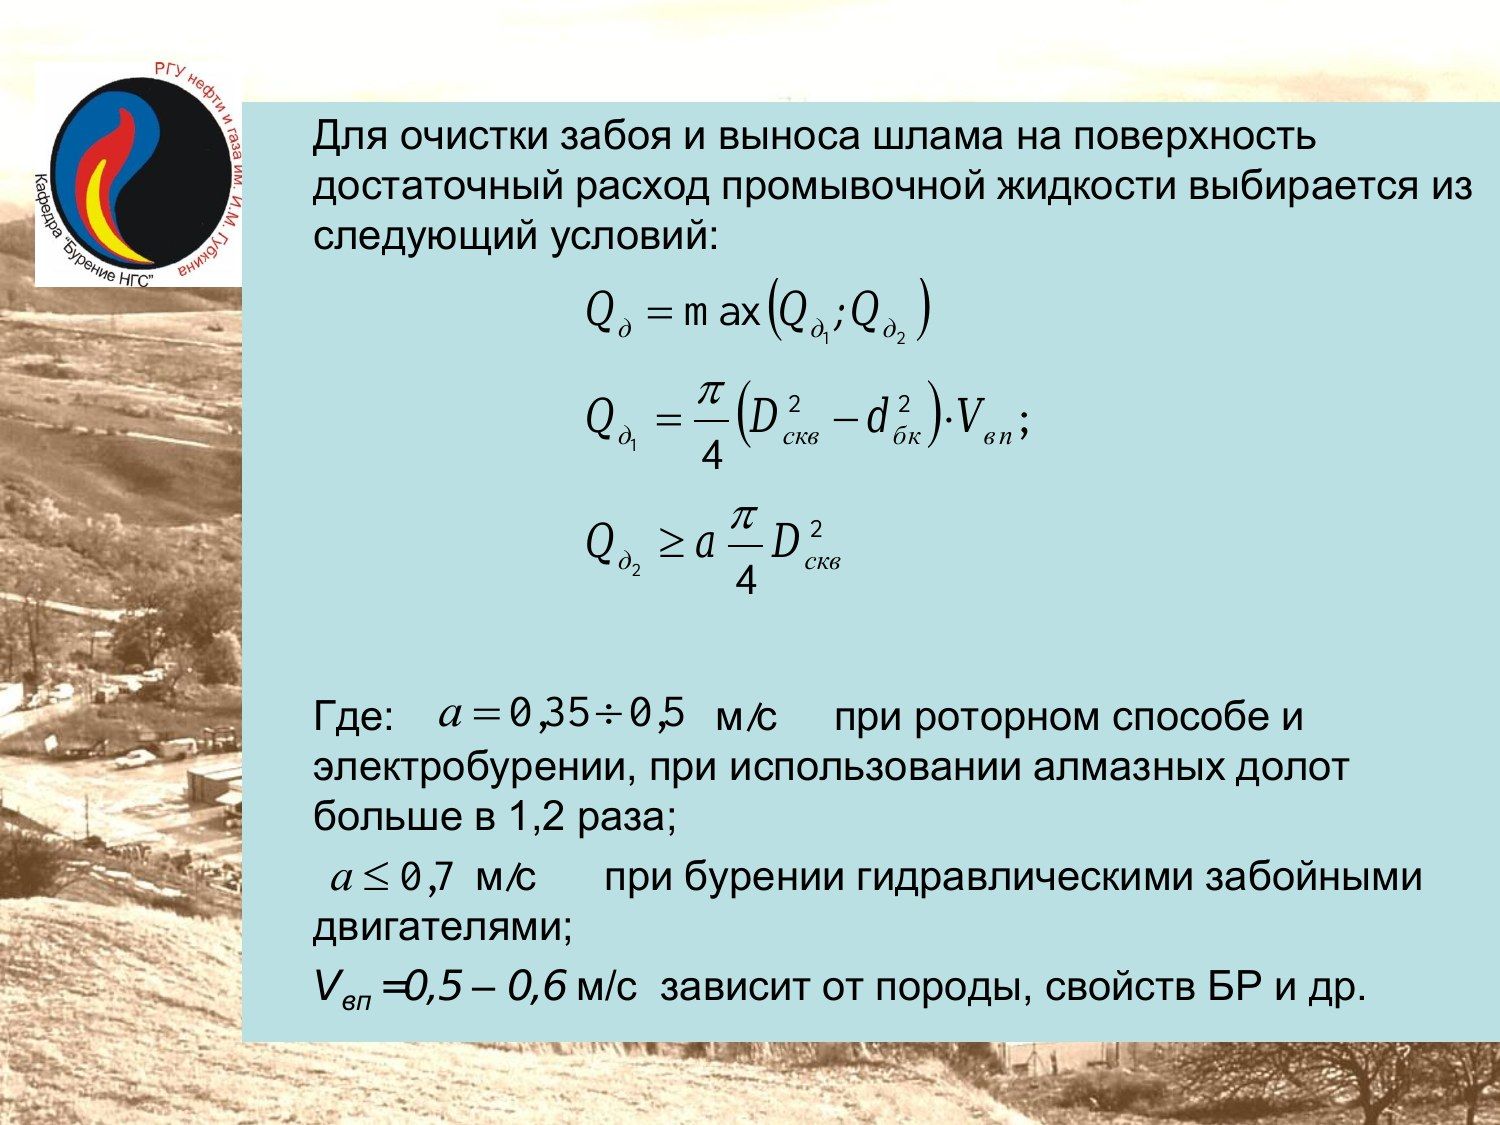 РГУ нефти и газа им. И.М. Губкина
Кафедра "Бурение НГС"
Для очистки забоя и выноса шлама на поверхность
достаточный расход промывочной жидкости выбирается из
следующий условий:
Q_д = max(Q_д₁; Q_д₂)
Q_д₁ = π/4 (D²_скв − d²_бк)·V_вп;
Q_д₂ ≥ a π/4 D²_скв
Где: a = 0,35÷0,5 м/с при роторном способе и
электробурении, при использовании алмазных долот
больше в 1,2 раза;
a ≤ 0,7 м/с при бурении гидравлическими забойными
двигателями;
V_вп =0,5 – 0,6 м/с зависит от породы, свойств БР и др.